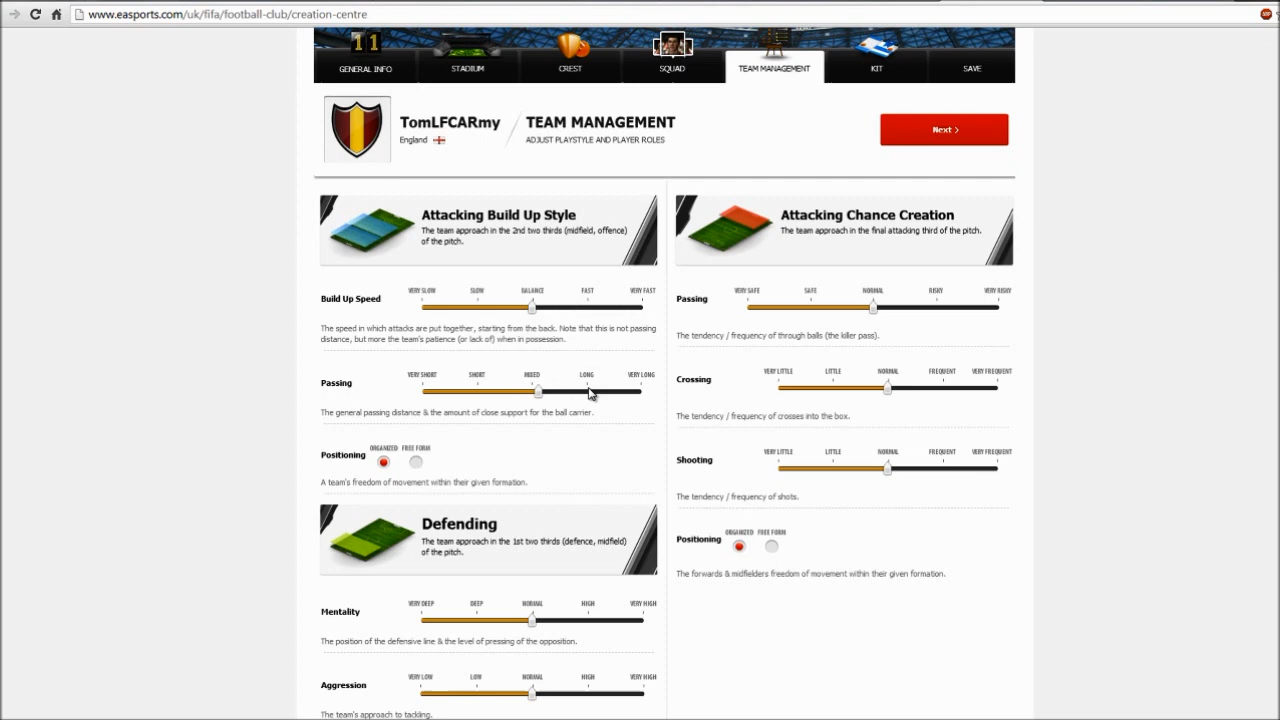 www.easports.com/uk/fifa/football-club/creation-centre
GENERAL INFO
STADIUM
CREST
SQUAD
TEAM MANAGEMENT
KIT
SAVE
TomLFCARmy
England
TEAM MANAGEMENT
ADJUST PLAYSTYLE AND PLAYER ROLES
Next >
Attacking Build Up Style
The team approach in the 2nd two thirds (midfield, offence)
of the pitch.
Build Up Speed
VERY SLOW SLOW BALANCE FAST VERY FAST
The speed in which attacks are put together, starting from the back. Note that this is not passing
distance, but more the team's patience (or lack of) when in possession.
Passing
VERY SHORT SHORT MIXED LONG VERY LONG
The general passing distance & the amount of close support for the ball carrier.
Positioning
ORGANIZED FREE FORM
A team's freedom of movement within their given formation.
Defending
The team approach in the 1st two thirds (defence, midfield)
of the pitch.
Mentality
VERY DEEP DEEP NORMAL HIGH VERY HIGH
The position of the defensive line & the level of pressing of the opposition.
Aggression
VERY LOW LOW NORMAL HIGH VERY HIGH
The team's approach to tackling.
Attacking Chance Creation
The team approach in the final attacking third of the pitch.
Passing
VERY SAFE SAFE NORMAL RISKY VERY RISKY
The tendency / frequency of through balls (the killer pass).
Crossing
VERY LITTLE LITTLE NORMAL FREQUENT VERY FREQUENT
The tendency / frequency of crosses into the box.
Shooting
VERY LITTLE LITTLE NORMAL FREQUENT VERY FREQUENT
The tendency / frequency of shots.
Positioning
ORGANIZED FREE FORM
The forwards & midfielders freedom of movement within their given formation.